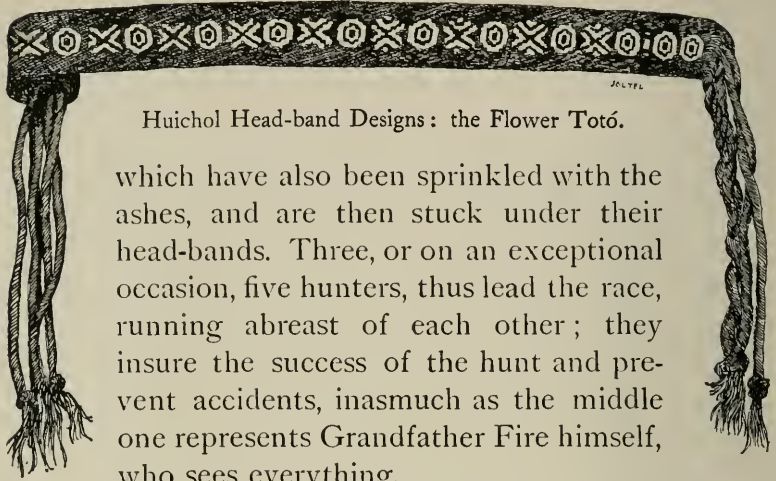 Huichol Head-band Designs: the Flower Totó.
which have also been sprinkled with the
ashes, and are then stuck under their
head-bands. Three, or on an exceptional
occasion, five hunters, thus lead the race,
running abreast of each other; they
insure the success of the hunt and pre-
vent accidents, inasmuch as the middle
one represents Grandfather Fire himself,
who sees everything.